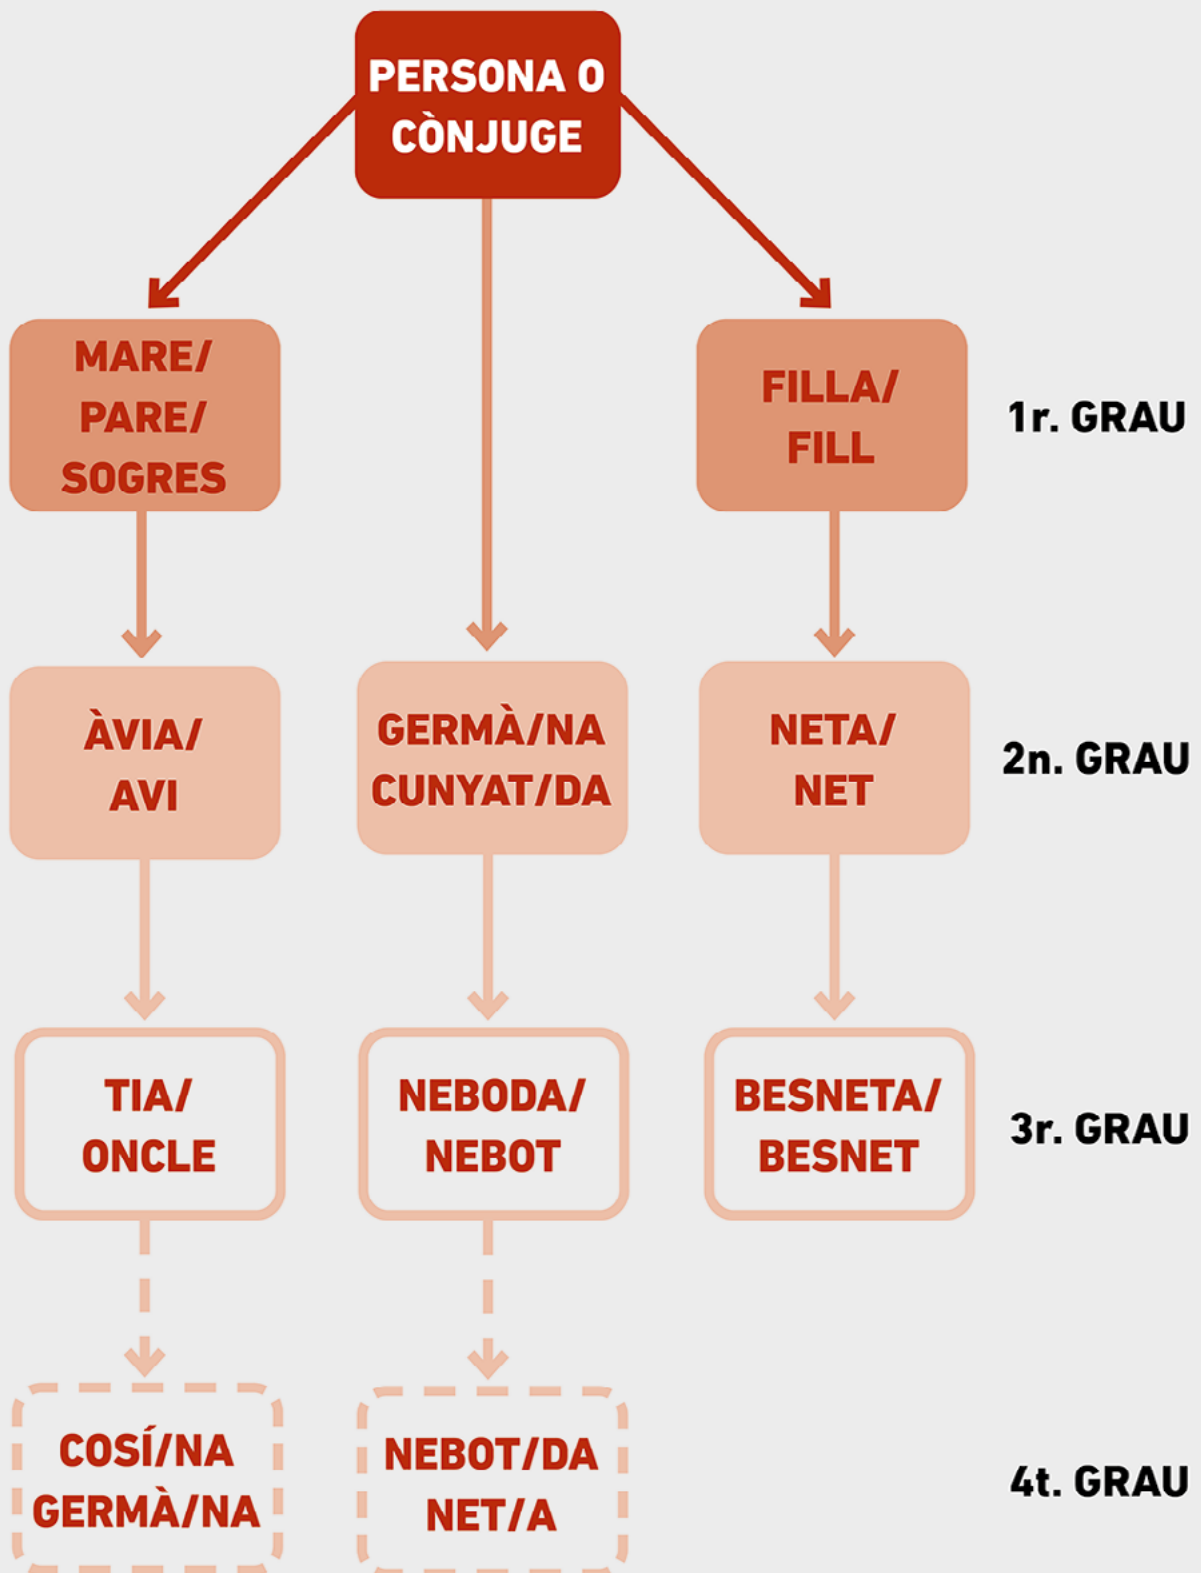 PERSONA O
CÒNJUGE
MARE/
PARE/
SOGRES
FILLA/
FILL
1r. GRAU
ÀVIA/
AVI
GERMÀ/NA
CUNYAT/DA
NETA/
NET
2n. GRAU
TIA/
ONCLE
NEBODA/
NEBOT
BESNETA/
BESNET
3r. GRAU
COSÍ/NA
GERMÀ/NA
NEBOT/DA
NET/A
4t. GRAU